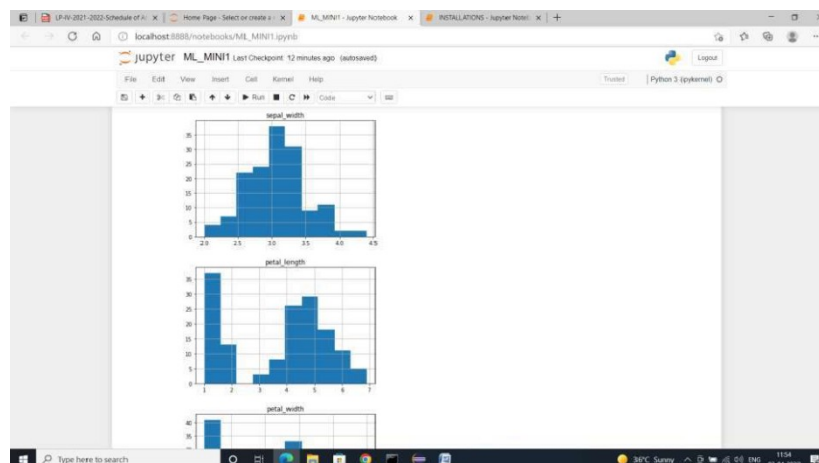 LP-IV-2021-2022-Schedule of A
Home Page - Select or create a
ML_MINI1 - Jupyter Notebook
INSTALLATIONS - Jupyter Note
localhost:8888/notebooks/ML_MINI1.ipynb
jupyter ML_MINI1 Last Checkpoint: 12 minutes ago (autosaved)
Logout
File Edit View Insert Cell Kernel Help
Trusted
Python 3 (ipykernel)
Run
Code
sepal_width
35
30
25
20
15
10
5
0
2.0 2.5 3.0 3.5 4.0 4.5
petal_length
35
30
25
20
15
10
5
0
1 2 3 4 5 6 7
petal_width
40
35
Type here to search
36°C Sunny
ENG
11:54